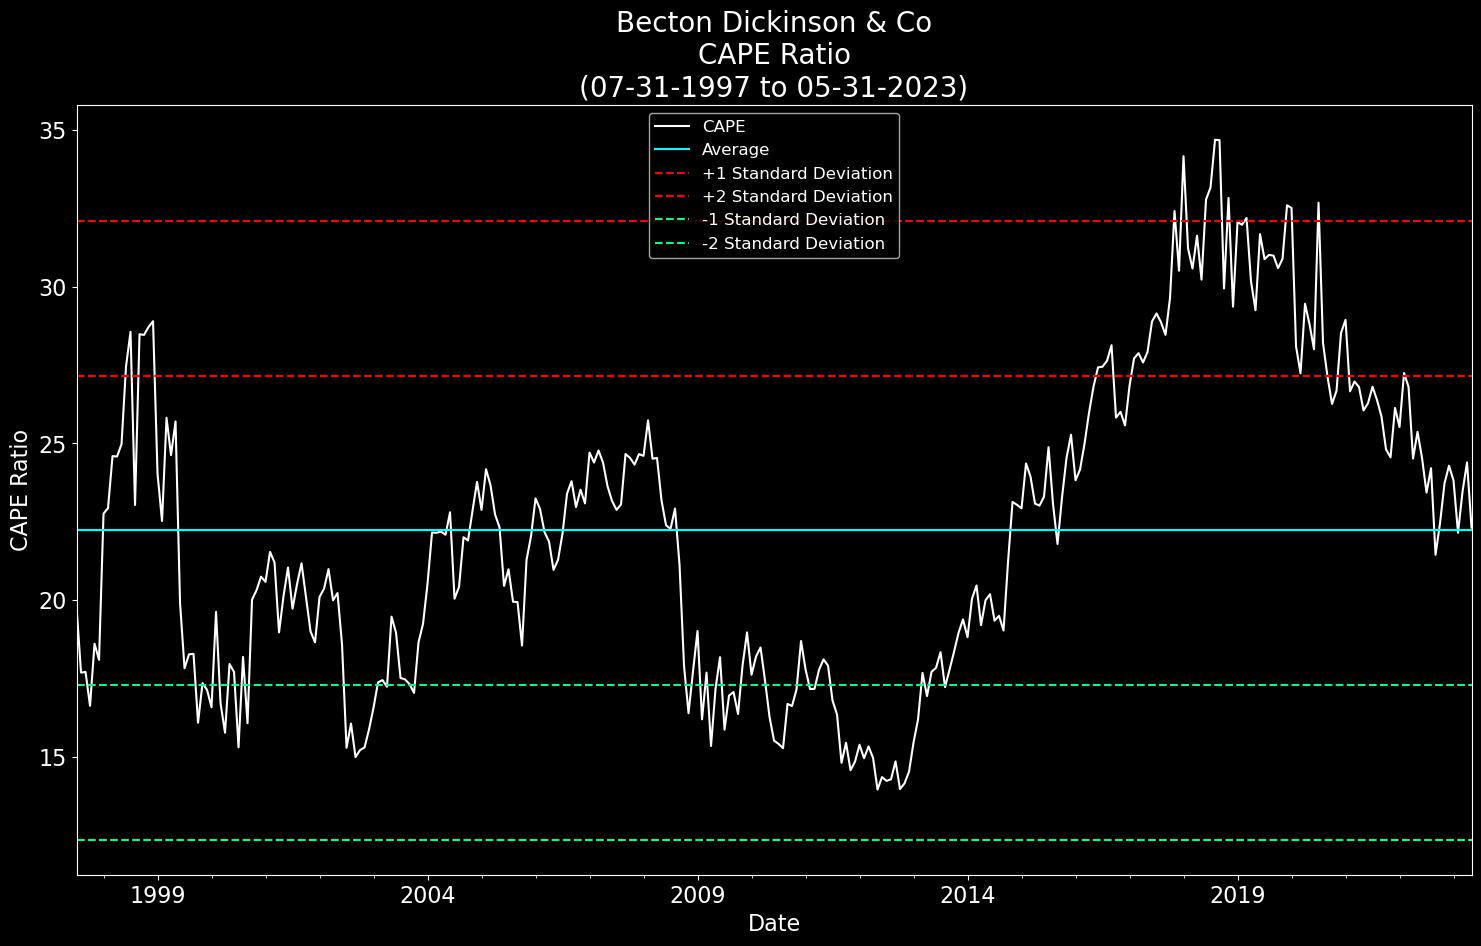 Becton Dickinson & Co
CAPE Ratio
(07-31-1997 to 05-31-2023)
CAPE
Average
+1 Standard Deviation
+2 Standard Deviation
-1 Standard Deviation
-2 Standard Deviation
CAPE Ratio
35
30
25
20
15
1999
2004
2009
2014
2019
Date